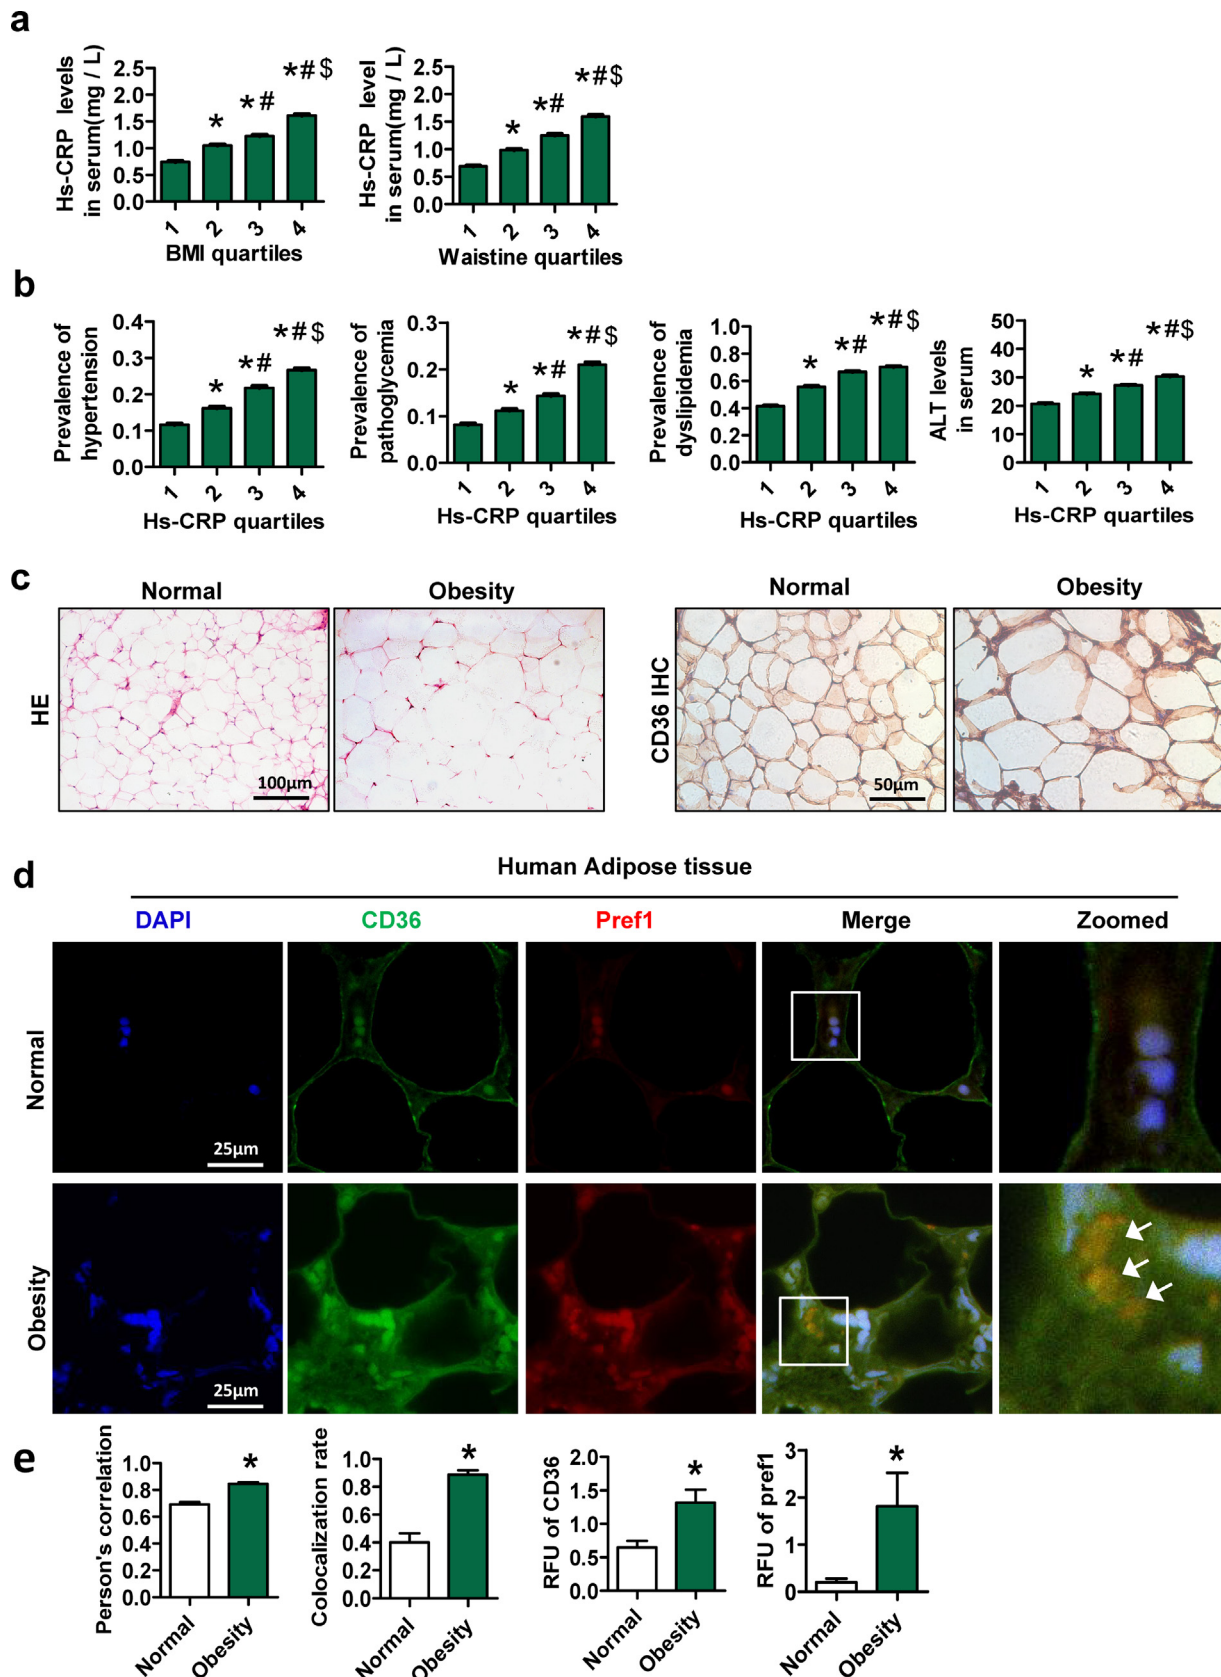 a
Hs-CRP levels
in serum(mg / L)
2.5
2.0
1.5
1.0
0.5
0.0
*
*#
*#$
1 2 3 4
BMI quartiles
Hs-CRP level
in serum(mg / L)
2.5
2.0
1.5
1.0
0.5
0.0
*
*#
*#$
1 2 3 4
Waistine quartiles
b
Prevalence of
hypertension
0.4
0.3
0.2
0.1
0.0
*
*#
*#$
1 2 3 4
Hs-CRP quartiles
Prevalence of
pathoglycemia
0.3
0.2
0.1
0.0
*
*#
*#$
1 2 3 4
Hs-CRP quartiles
Prevalence of
dyslipidemia
1.0
0.8
0.6
0.4
0.2
0.0
*
*#
*#$
1 2 3 4
Hs-CRP quartiles
ALT levels
in serum
50
40
30
20
10
0
*
*#
*#$
1 2 3 4
Hs-CRP quartiles
c
Normal Obesity
HE
100μm
Normal Obesity
CD36 IHC
50μm
d
Human Adipose tissue
DAPI CD36 Pref1 Merge Zoomed
Normal
25μm
Obesity
25μm
e
Person's correlation
1.0
0.8
0.6
0.4
0.2
0.0
*
Normal Obesity
Colocalization rate
1.0
0.8
0.6
0.4
0.2
0.0
*
Normal Obesity
RFU of CD36
2.0
1.5
1.0
0.5
0.0
*
Normal Obesity
RFU of pref1
3
2
1
0
*
Normal Obesity